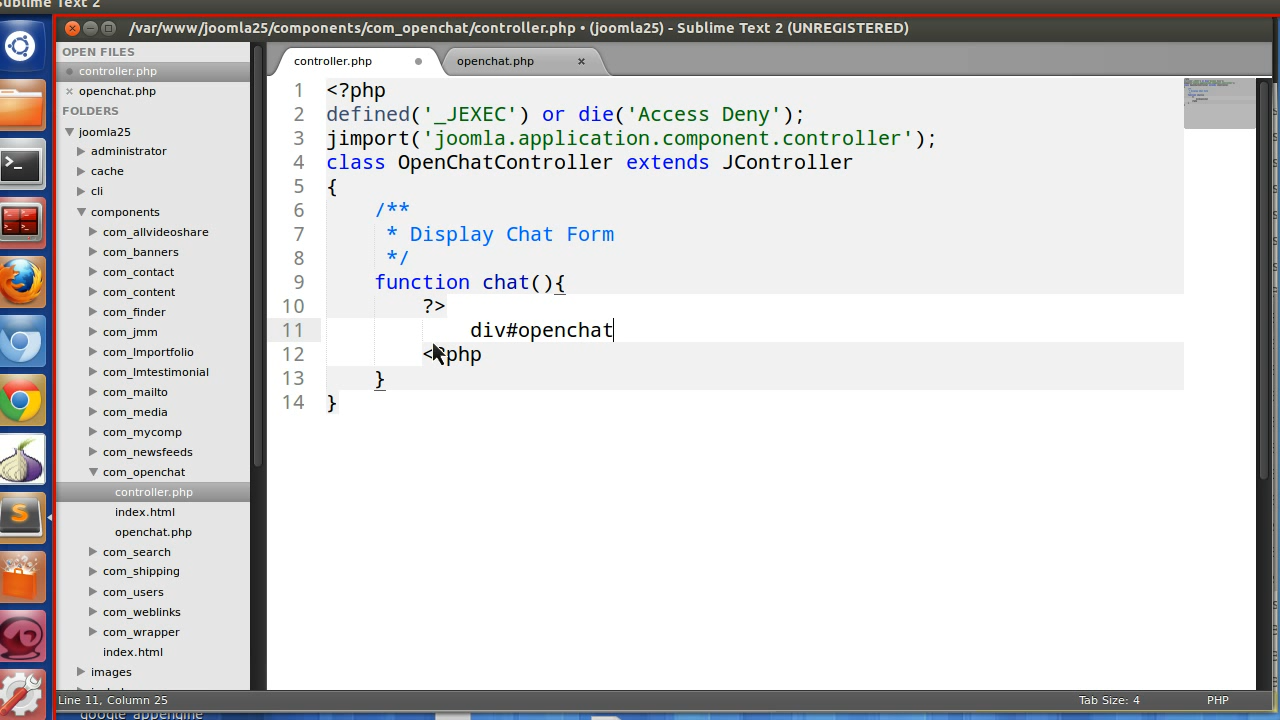 Sublime Text 2
/var/www/joomla25/components/com_openchat/controller.php • (joomla25) - Sublime Text 2 (UNREGISTERED)
OPEN FILES
controller.php
openchat.php
FOLDERS
joomla25
administrator
cache
cli
components
com_allvideoshare
com_banners
com_contact
com_content
com_finder
com_jmm
com_lmportfolio
com_lmtestimonial
com_mailto
com_media
com_mycomp
com_newsfeeds
com_openchat
controller.php
index.html
openchat.php
com_search
com_shipping
com_users
com_weblinks
com_wrapper
index.html
images
controller.php
openchat.php ×
1 <?php
2 defined('_JEXEC') or die('Access Deny');
3 jimport('joomla.application.component.controller');
4 class OpenChatController extends JController
5 {
6 /**
7 * Display Chat Form
8 */
9 function chat(){
10 ?>
11 div#openchat
12 <?php
13 }
14 }
Line 11, Column 25
Tab Size: 4
PHP
google_appengine